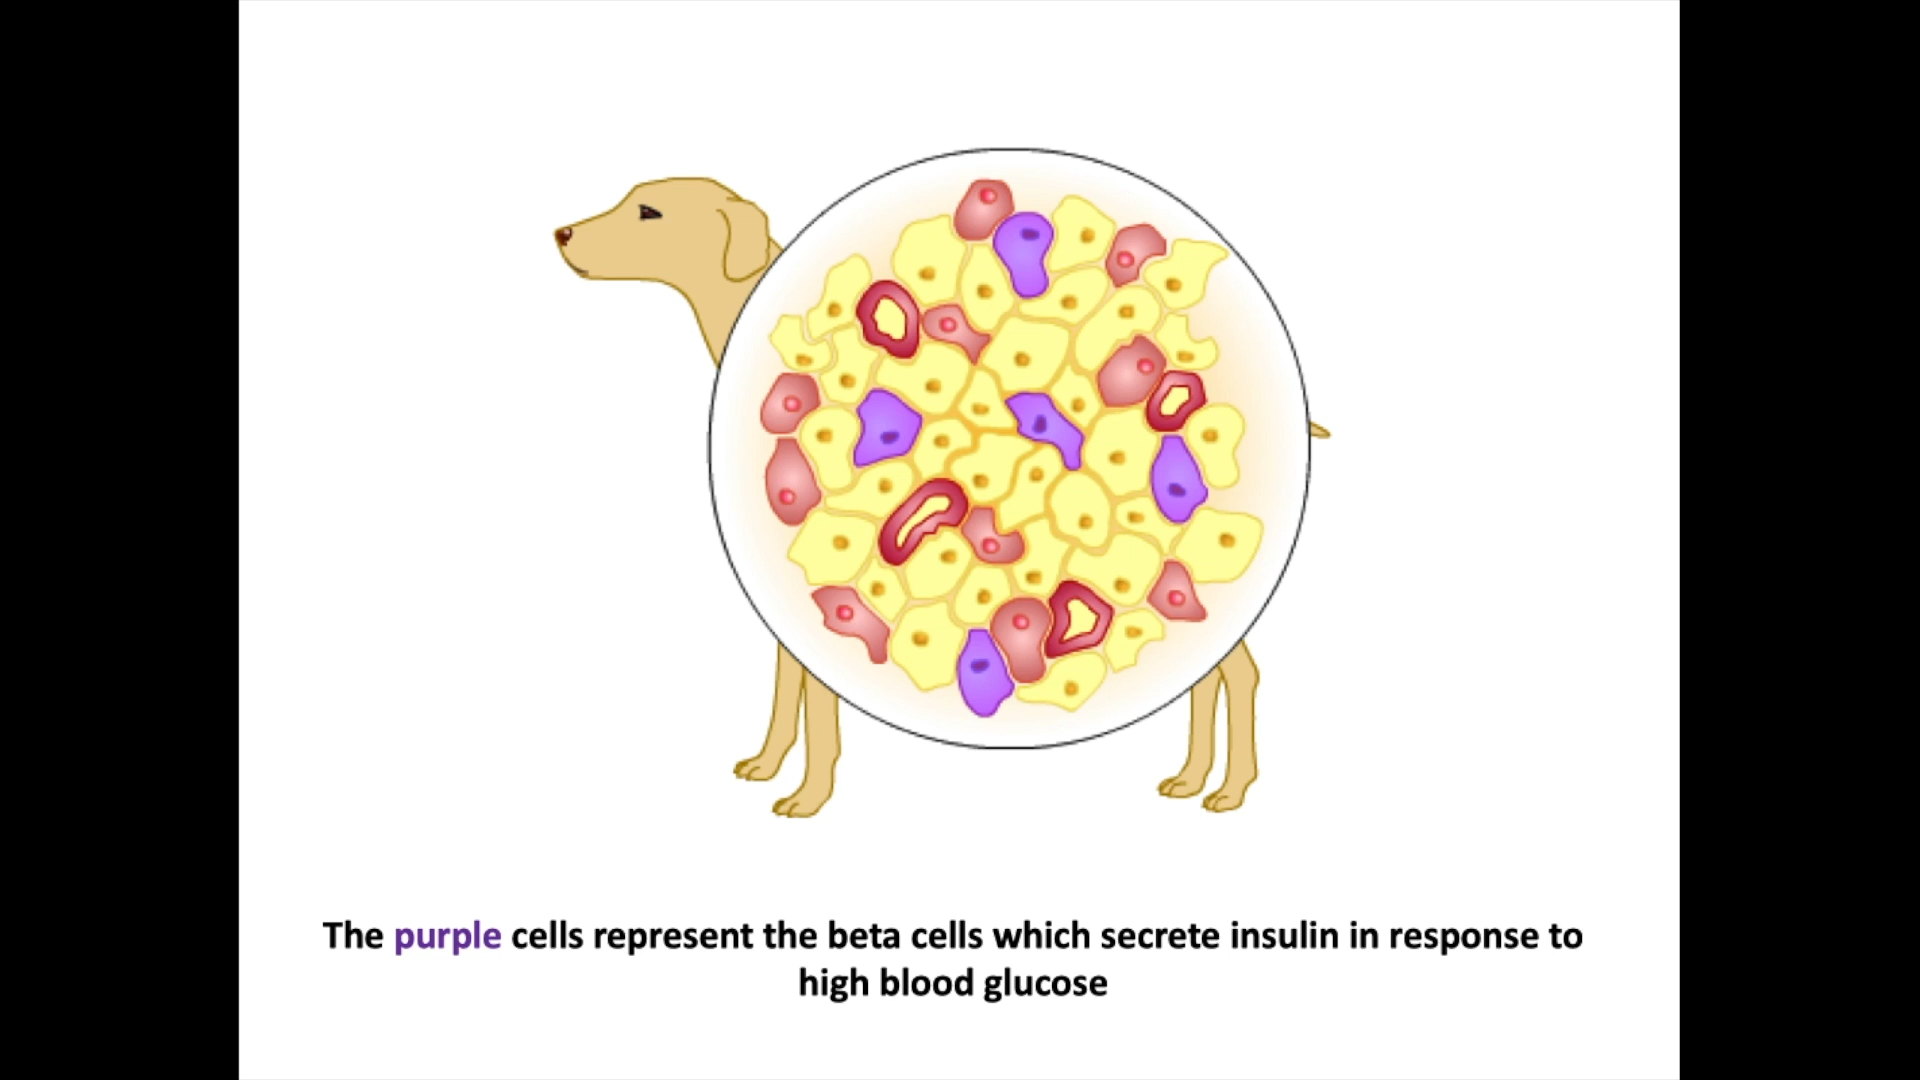 The purple cells represent the beta cells which secrete insulin in response to
high blood glucose